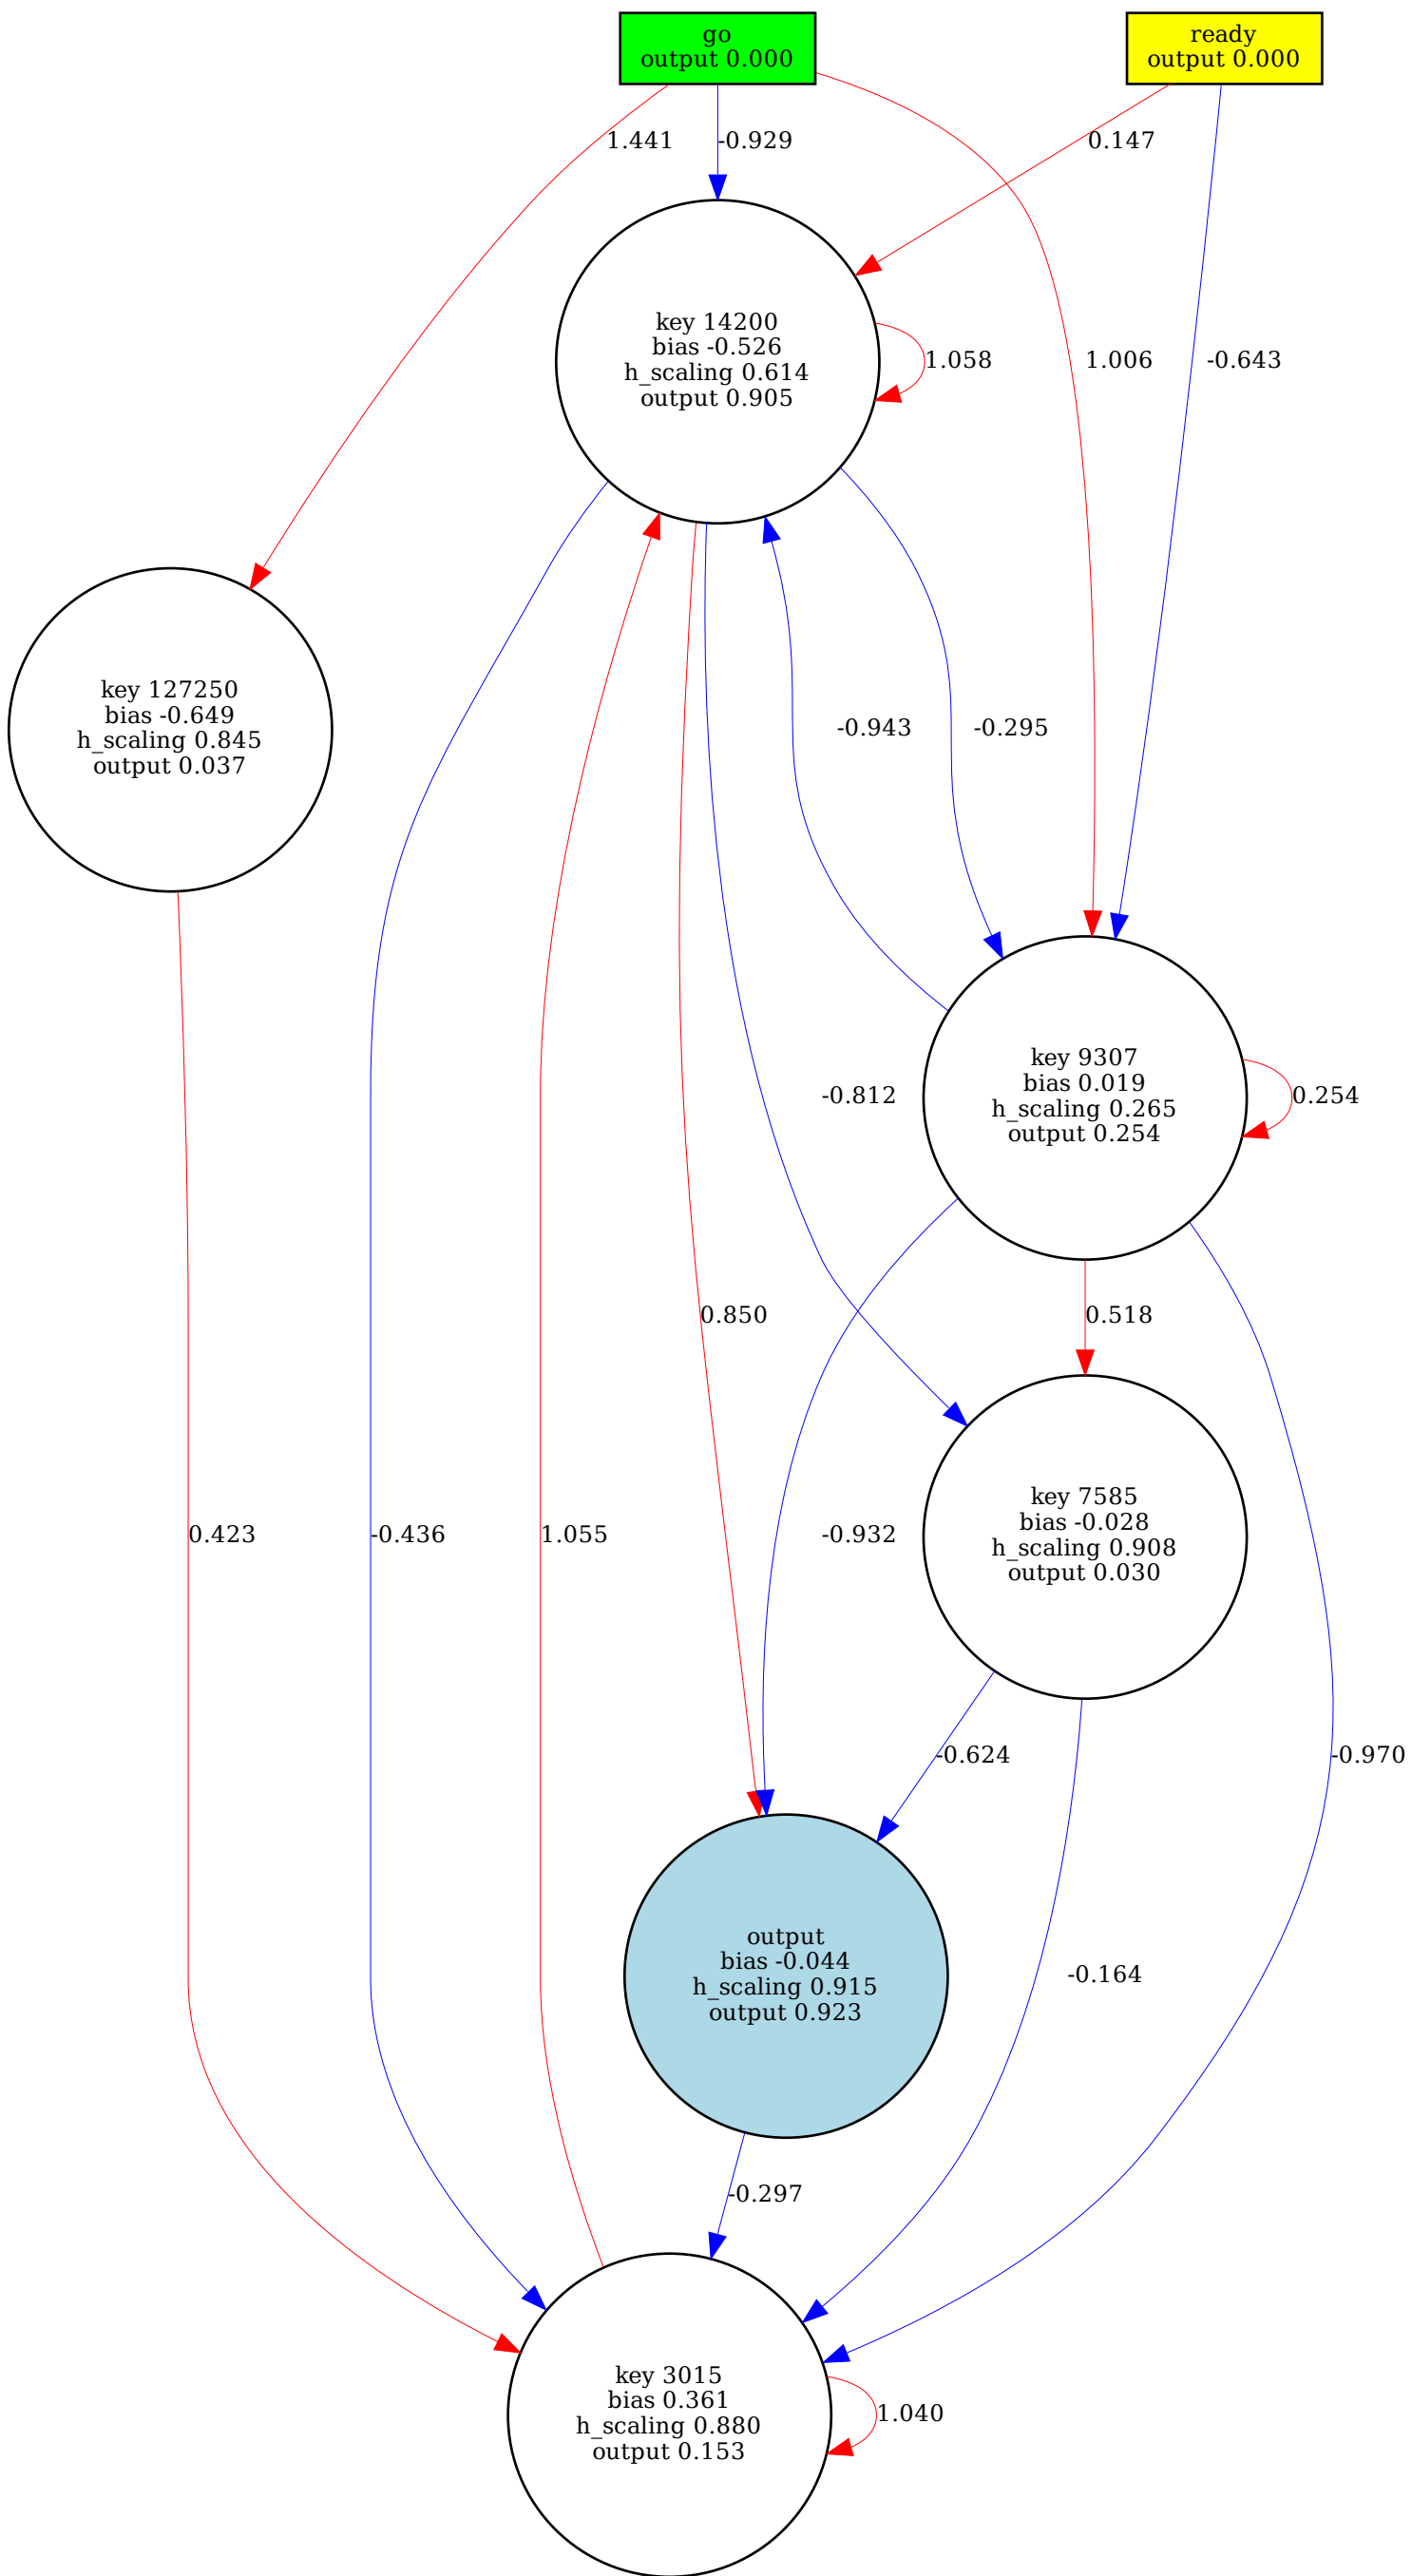 go
output 0.000
ready
output 0.000
1.441
-0.929
0.147
key 14200
bias -0.526
h_scaling 0.614
output 0.905
1.058
1.006
-0.643
key 127250
bias -0.649
h_scaling 0.845
output 0.037
-0.943
-0.295
key 9307
bias 0.019
h_scaling 0.265
output 0.254
-0.812
0.254
0.850
0.518
key 7585
bias -0.028
h_scaling 0.908
output 0.030
0.423
-0.436
1.055
-0.932
-0.624
-0.970
output
bias -0.044
h_scaling 0.915
output 0.923
-0.164
-0.297
key 3015
bias 0.361
h_scaling 0.880
output 0.153
1.040